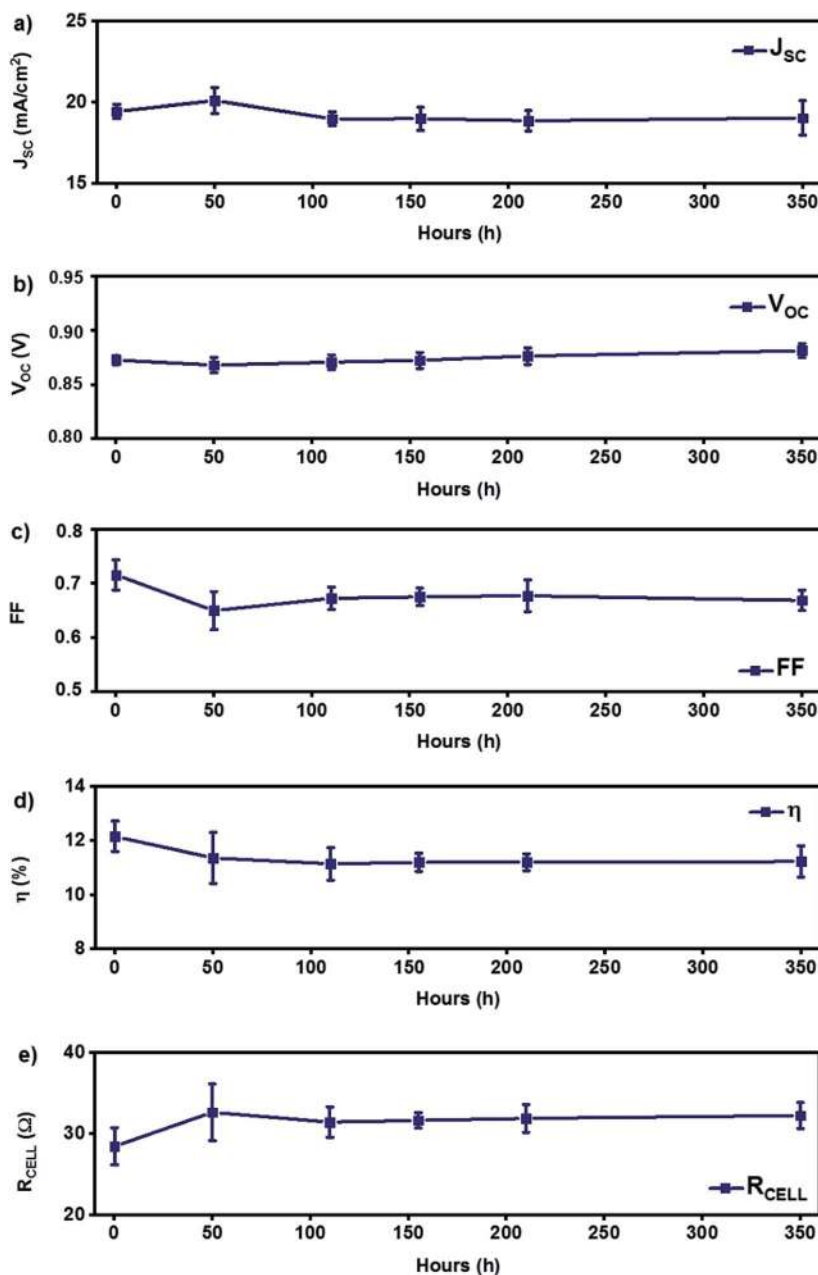 a)
25
20
15
J_SC (mA/cm²)
J_SC
0 50 100 150 200 250 300 350
Hours (h)
b)
0.95
0.90
0.85
0.80
V_OC (V)
V_OC
0 50 100 150 200 250 300 350
Hours (h)
c)
0.8
0.7
0.6
0.5
FF
FF
0 50 100 150 200 250 300 350
Hours (h)
d)
14
12
10
8
η (%)
η
0 50 100 150 200 250 300 350
Hours (h)
e)
40
30
20
R_CELL (Ω)
R_CELL
0 50 100 150 200 250 300 350
Hours (h)